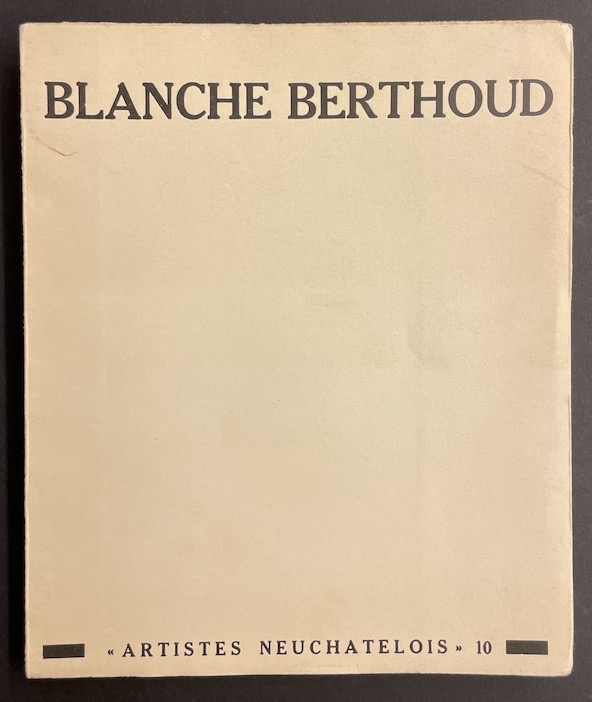 BLANCHE BERTHOUD
« ARTISTES NEUCHATELOIS » 10